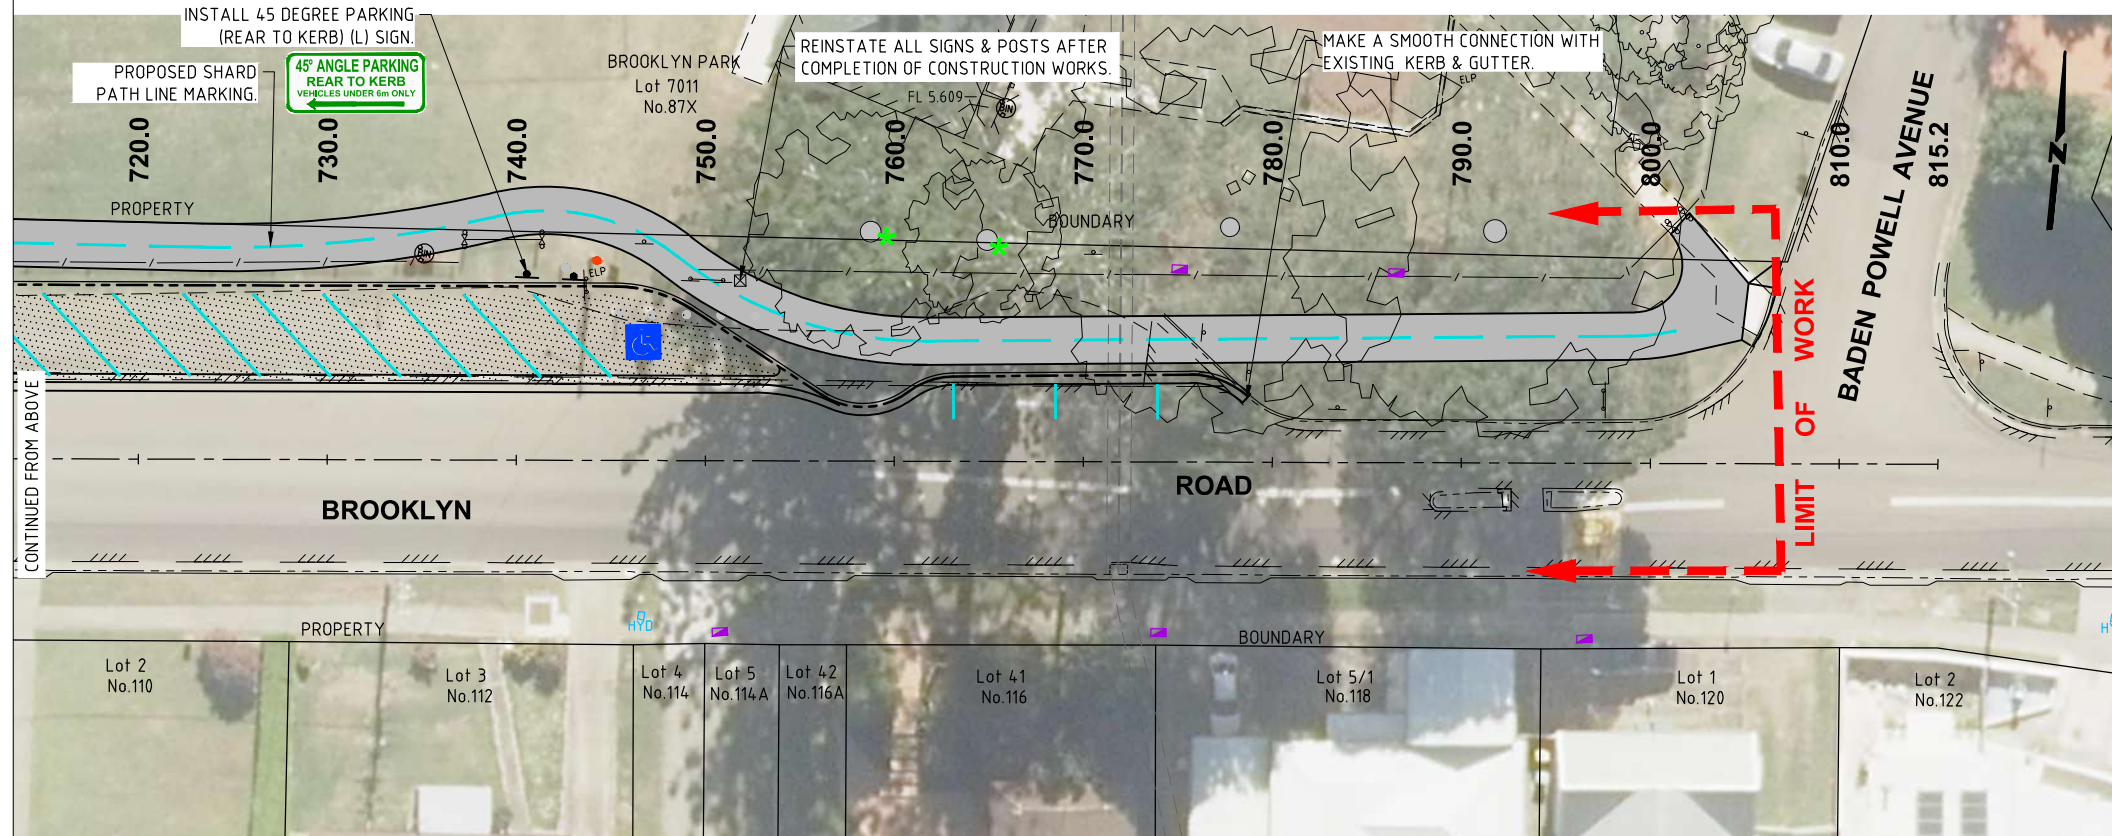 INSTALL 45 DEGREE PARKING
(REAR TO KERB) (L) SIGN.
PROPOSED SHARD
PATH LINE MARKING.
45° ANGLE PARKING
REAR TO KERB
VEHICLES UNDER 6m ONLY
BROOKLYN PARK
Lot 7011
No.87X
REINSTATE ALL SIGNS & POSTS AFTER
COMPLETION OF CONSTRUCTION WORKS.
MAKE A SMOOTH CONNECTION WITH
EXISTING KERB & GUTTER.
ELP
FL 5.609
BIN
720.0
730.0
740.0
750.0
760.0
770.0
780.0
790.0
800.0
810.0
815.2
N
PROPERTY
BOUNDARY
BIN
ELP
BADEN POWELL AVENUE
LIMIT OF WORK
CONTINUED FROM ABOVE
BROOKLYN
ROAD
HYD
PROPERTY
BOUNDARY
Lot 2
No.110
Lot 3
No.112
Lot 4
No.114
Lot 5
No.114A
Lot 42
No.116A
Lot 41
No.116
Lot 5/1
No.118
Lot 1
No.120
Lot 2
No.122